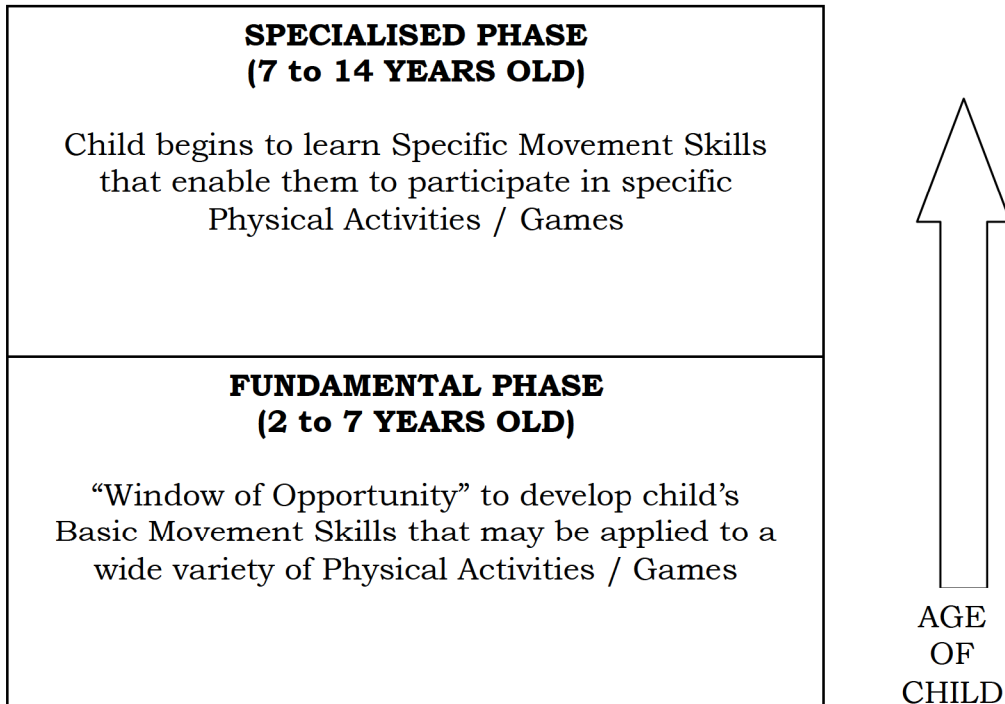 SPECIALISED PHASE
(7 to 14 YEARS OLD)
Child begins to learn Specific Movement Skills
that enable them to participate in specific
Physical Activities / Games
FUNDAMENTAL PHASE
(2 to 7 YEARS OLD)
“Window of Opportunity” to develop child’s
Basic Movement Skills that may be applied to a
wide variety of Physical Activities / Games
AGE
OF
CHILD